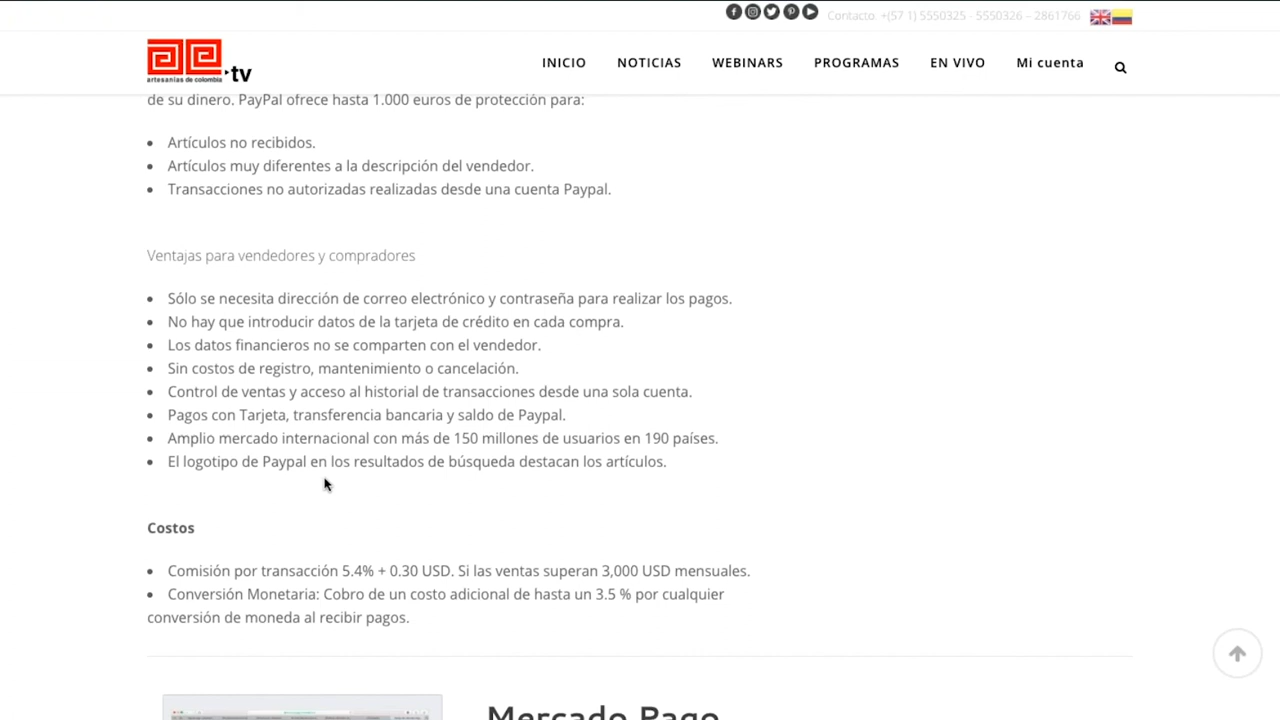 Contacto. +(57 1) 5550325 - 5550326 – 2861766
artesanías de colombia
.tv
INICIO NOTICIAS WEBINARS PROGRAMAS EN VIVO Mi cuenta
de su dinero. PayPal ofrece hasta 1.000 euros de protección para:
• Artículos no recibidos.
• Artículos muy diferentes a la descripción del vendedor.
• Transacciones no autorizadas realizadas desde una cuenta Paypal.
Ventajas para vendedores y compradores
• Sólo se necesita dirección de correo electrónico y contraseña para realizar los pagos.
• No hay que introducir datos de la tarjeta de crédito en cada compra.
• Los datos financieros no se comparten con el vendedor.
• Sin costos de registro, mantenimiento o cancelación.
• Control de ventas y acceso al historial de transacciones desde una sola cuenta.
• Pagos con Tarjeta, transferencia bancaria y saldo de Paypal.
• Amplio mercado internacional con más de 150 millones de usuarios en 190 países.
• El logotipo de Paypal en los resultados de búsqueda destacan los artículos.
Costos
• Comisión por transacción 5.4% + 0.30 USD. Si las ventas superan 3,000 USD mensuales.
• Conversión Monetaria: Cobro de un costo adicional de hasta un 3.5 % por cualquier
conversión de moneda al recibir pagos.
Mercado Pago